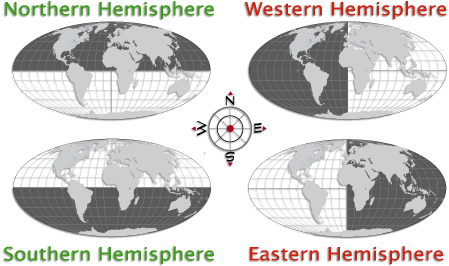 Northern Hemisphere
Western Hemisphere
N
W
E
S
Southern Hemisphere
Eastern Hemisphere